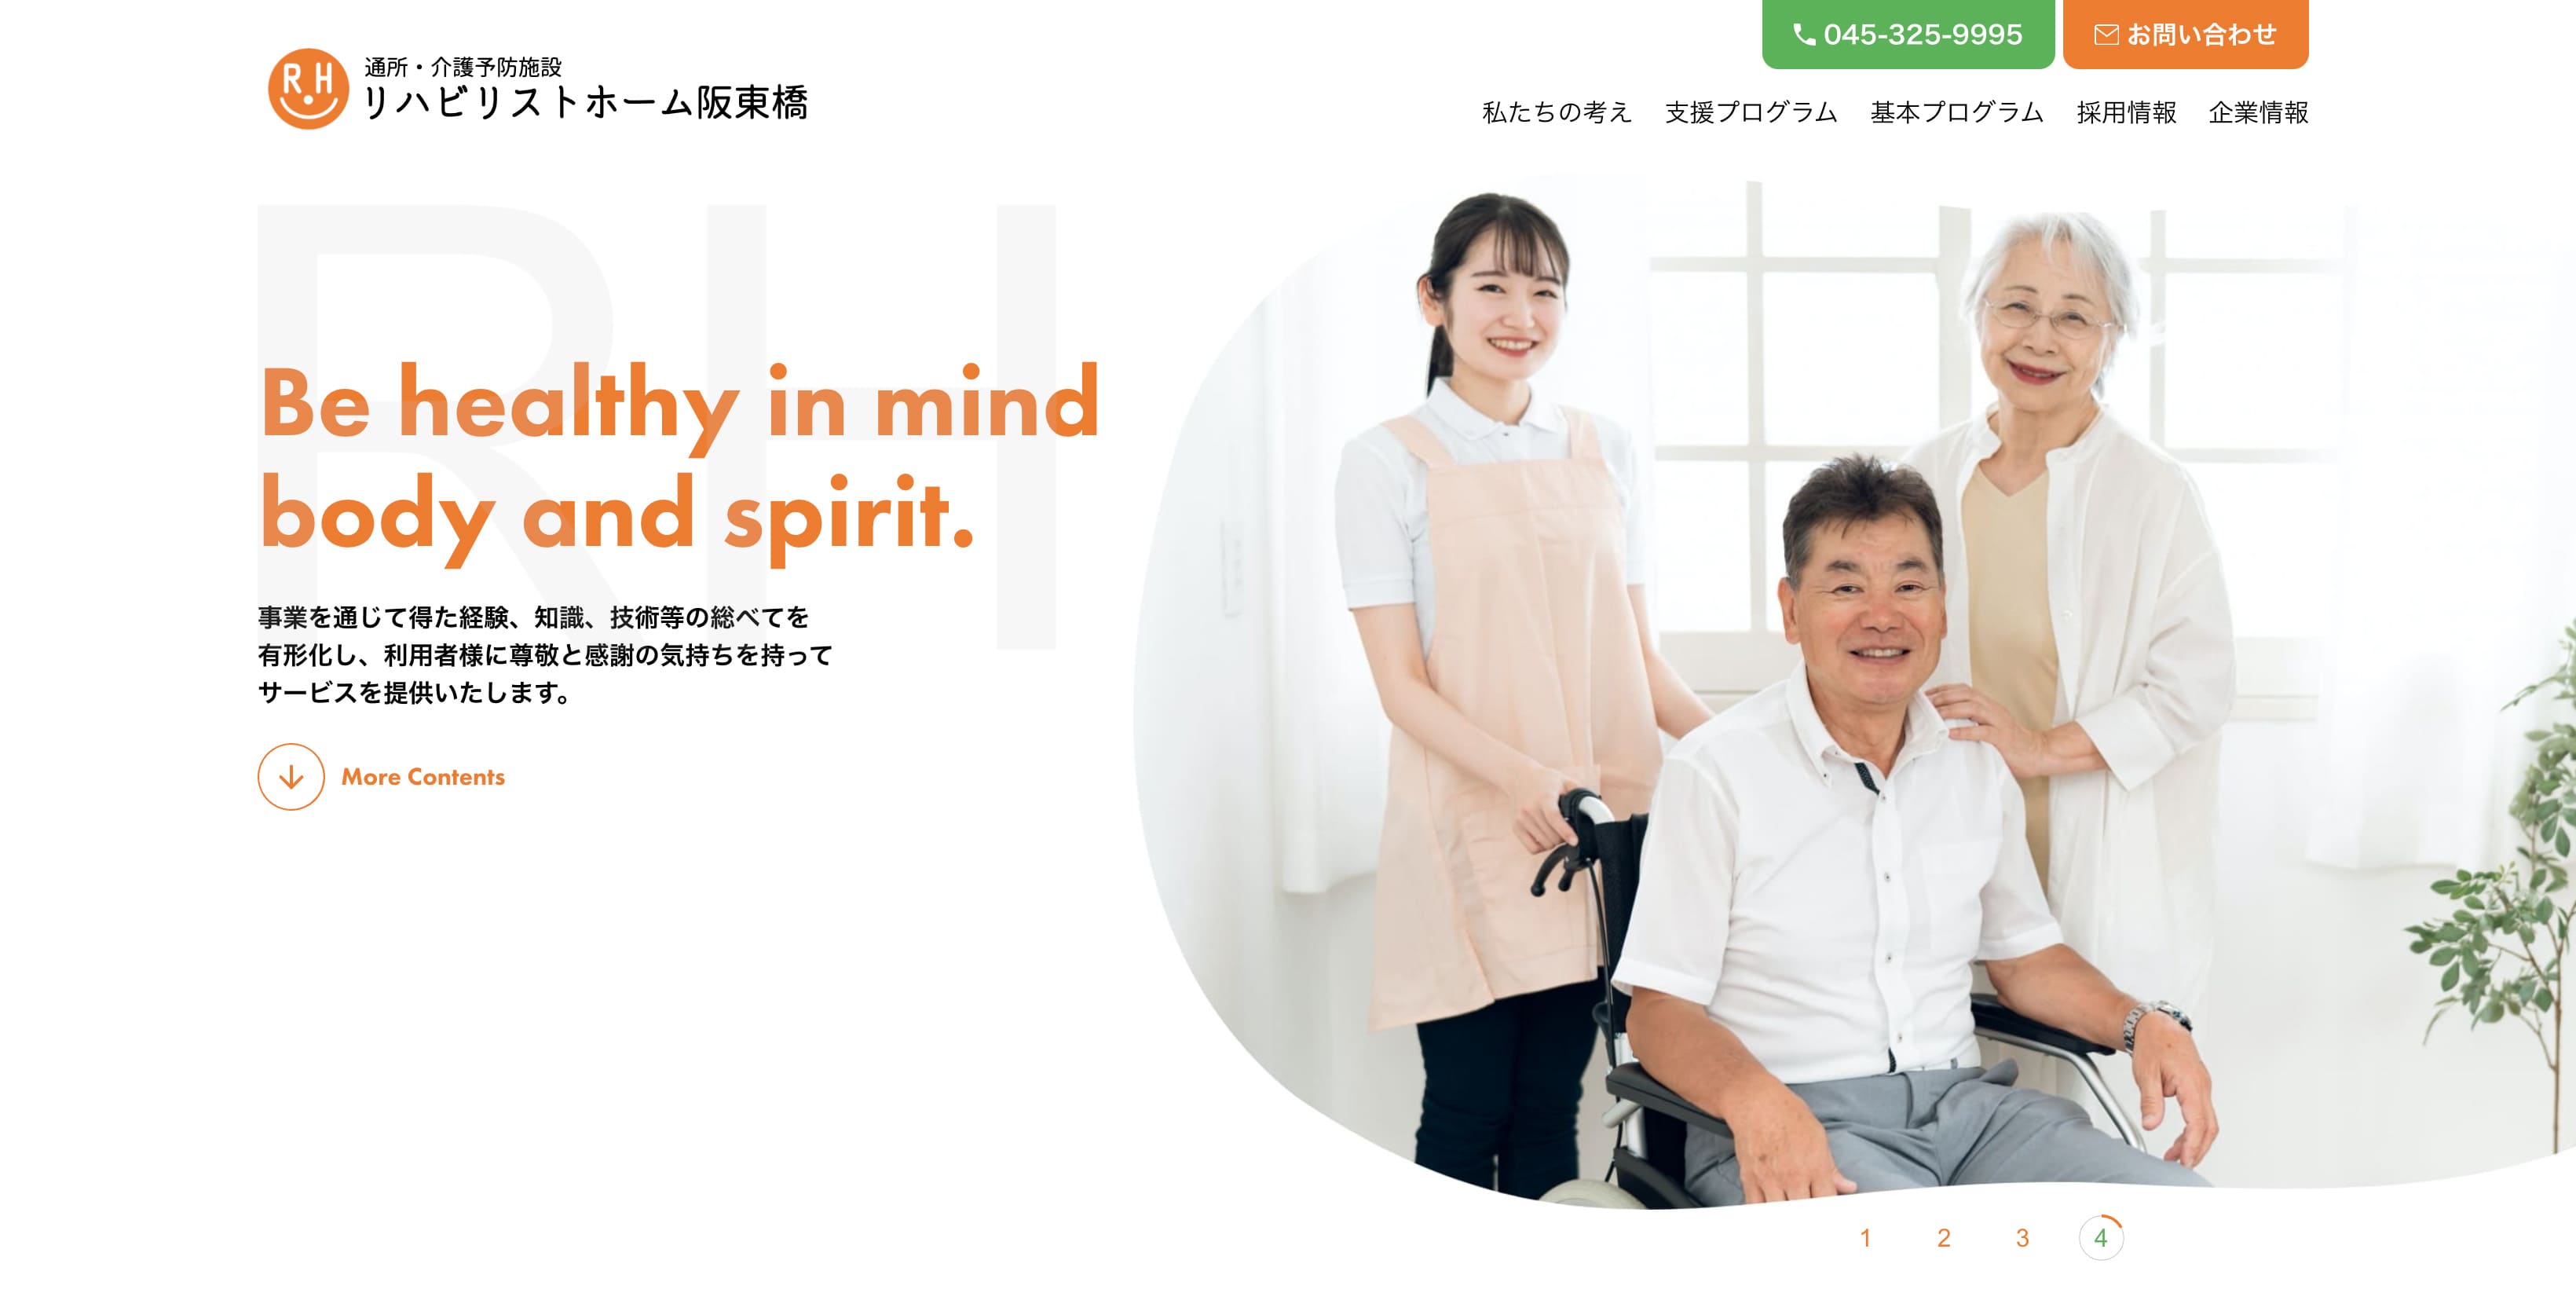 045-325-9995
お問い合わせ
RH
通所・介護予防施設
リハビリストホーム阪東橋
私たちの考え 支援プログラム 基本プログラム 採用情報 企業情報
RH
Be healthy in mind
body and spirit.
事業を通じて得た経験、知識、技術等の総べてを
有形化し、利用者様に尊敬と感謝の気持ちを持って
サービスを提供いたします。
More Contents
1 2 3 4